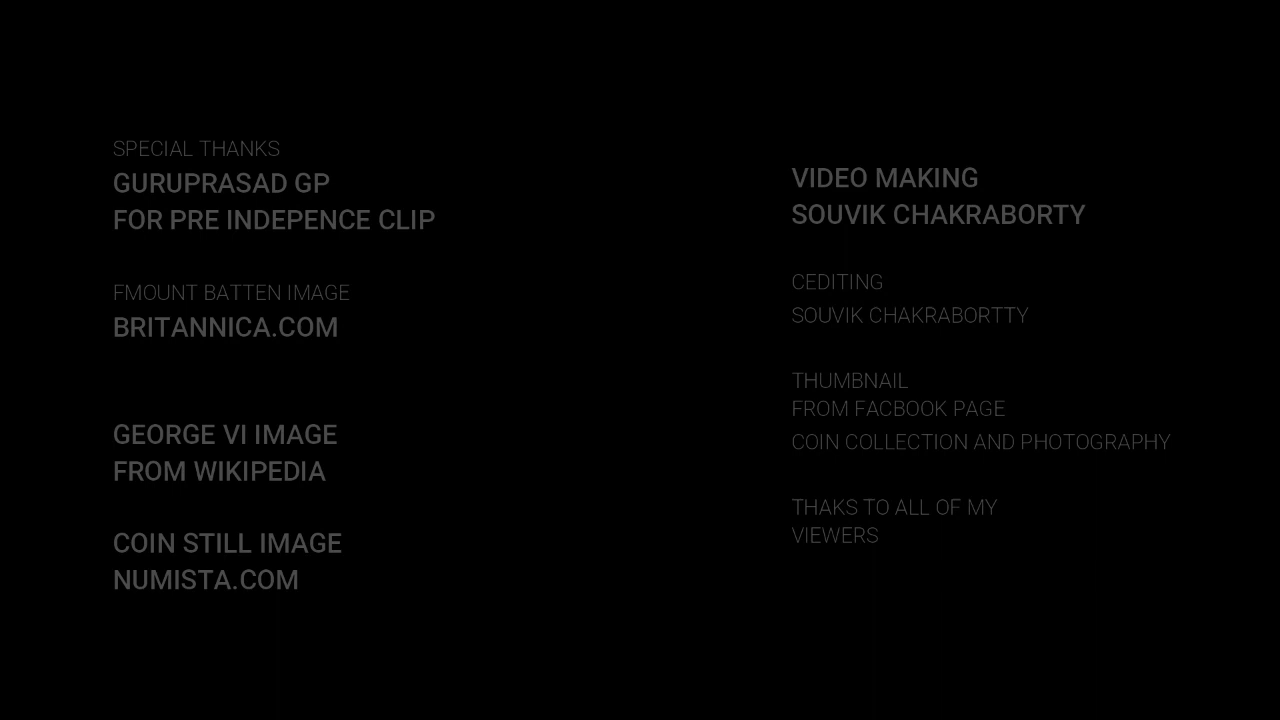 SPECIAL THANKS
GURUPRASAD GP
FOR PRE INDEPENCE CLIP
FMOUNT BATTEN IMAGE
BRITANNICA.COM
GEORGE VI IMAGE
FROM WIKIPEDIA
COIN STILL IMAGE
NUMISTA.COM
VIDEO MAKING
SOUVIK CHAKRABORTY
CEDITING
SOUVIK CHAKRABORTTY
THUMBNAIL
FROM FACBOOK PAGE
COIN COLLECTION AND PHOTOGRAPHY
THAKS TO ALL OF MY
VIEWERS